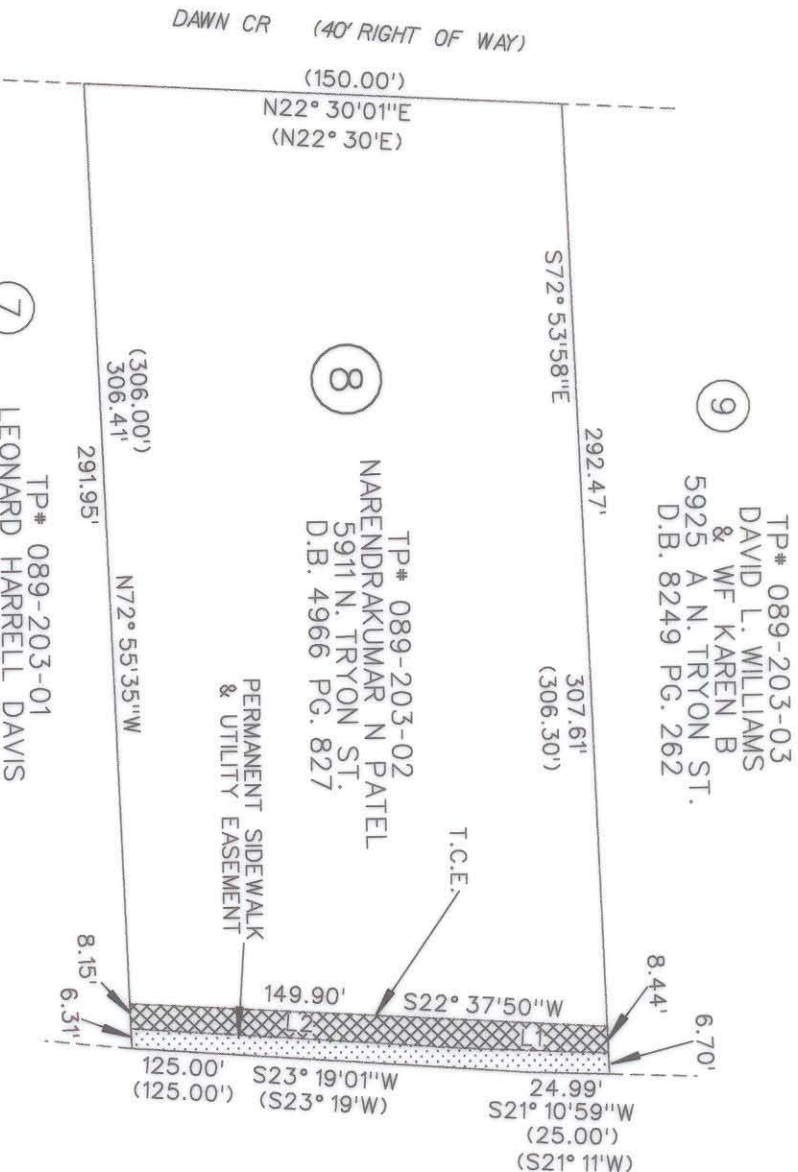 DAWN CR (40' RIGHT OF WAY)
(150.00')
N22° 30'01"E
(N22° 30'E)
TP# 089-203-03
DAVID L. WILLIAMS
& WF KAREN B
5925 A N. TRYON ST.
D.B. 8249 PG. 262
9
S72° 53'58"E
292.47'
307.61'
(306.30')
8
TP# 089-203-02
NARENDRAKUMAR N PATEL
5911 N. TRYON ST.
D.B. 4966 PG. 827
T.C.E.
PERMANENT SIDEWALK
& UTILITY EASEMENT
8.44'
6.70'
149.90'
S22° 37'50"W
L2
L1
8.15'
6.31'
24.99'
S21° 10'59"W
(25.00')
(S21° 11'W)
125.00'
(125.00')
S23° 19'01"W
(S23° 19'W)
(306.00')
306.41'
291.95'
N72° 55'35"W
7
TP# 089-203-01
LEONARD HARRELL DAVIS